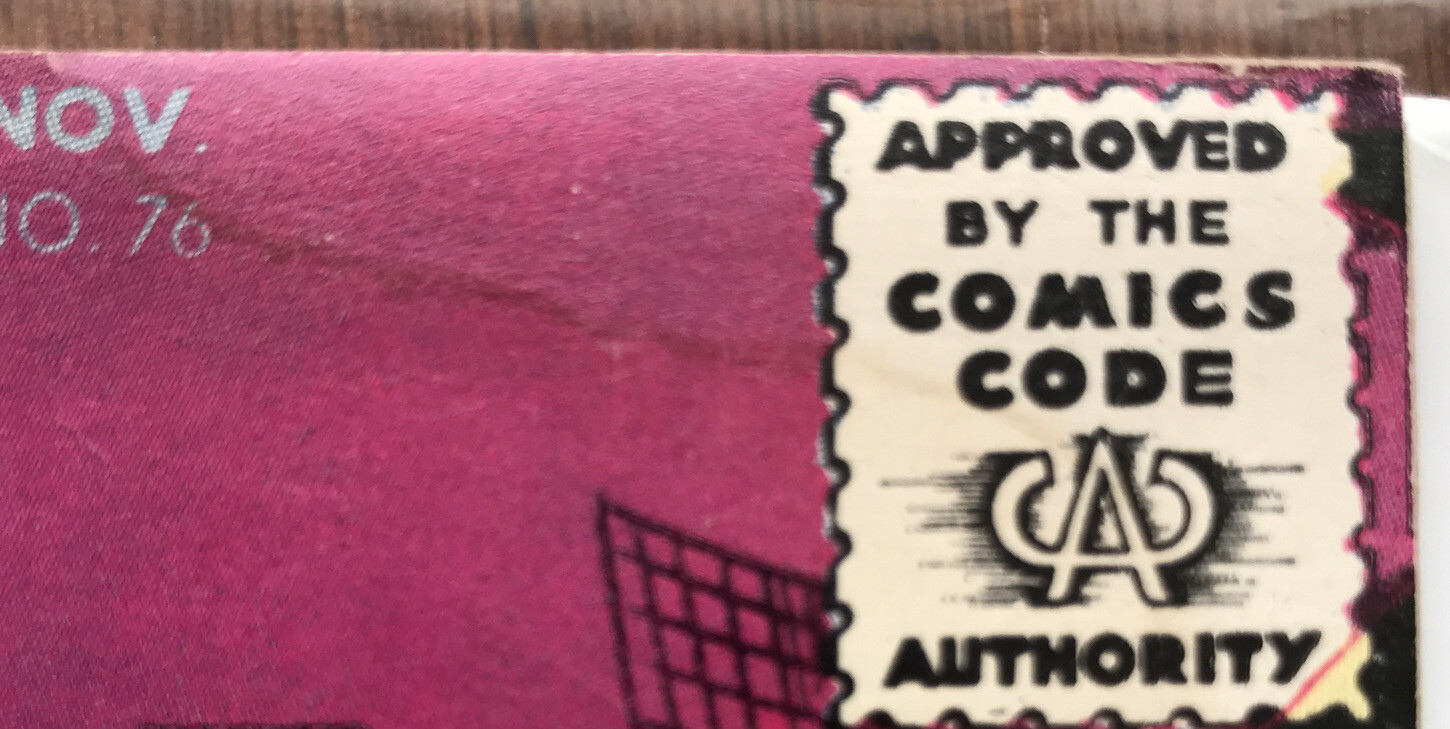 NOV.
NO. 76
APPROVED
BY THE
COMICS
CODE
CA
AUTHORITY